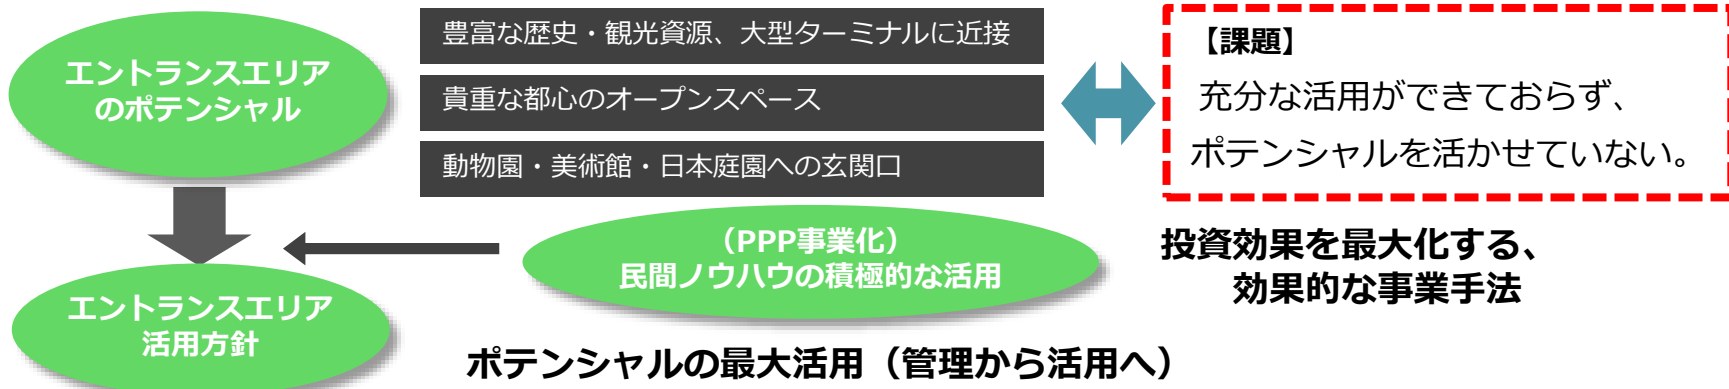 エントランスエリア
のポテンシャル
豊富な歴史・観光資源、大型ターミナルに近接
貴重な都心のオープンスペース
動物園・美術館・日本庭園への玄関口
【課題】
充分な活用ができておらず、
ポテンシャルを活かせていない。
（PPP事業化）
民間ノウハウの積極的な活用
投資効果を最大化する、
効果的な事業手法
エントランスエリア
活用方針
ポテンシャルの最大活用（管理から活用へ）